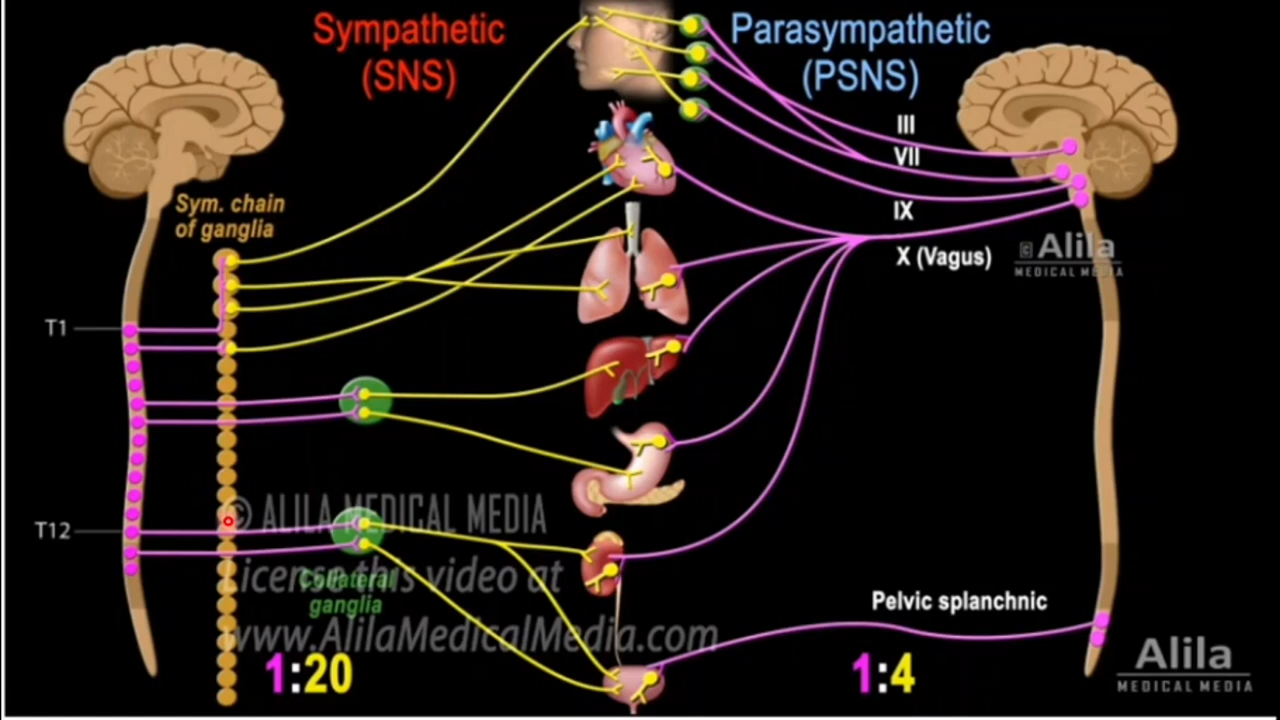 Sympathetic
(SNS)
Parasympathetic
(PSNS)
Sym. chain
of ganglia
III
VII
IX
X (Vagus)
© Alila
MEDICAL MEDIA
T1
T12
© ALILA MEDICAL MEDIA
License this video at
www.AlilaMedicalMedia.com
Collateral
ganglia
Pelvic splanchnic
1:20
1:4
Alila
MEDICAL MEDIA